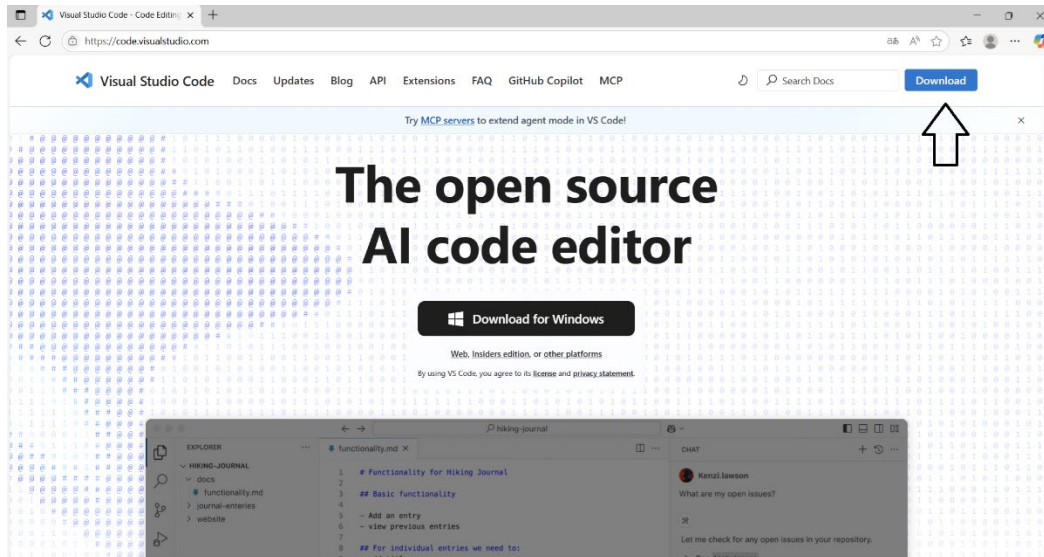 Visual Studio Code - Code Editing
https://code.visualstudio.com
Visual Studio Code Docs Updates Blog API Extensions FAQ GitHub Copilot MCP Search Docs Download
Try MCP servers to extend agent mode in VS Code!
The open source
AI code editor
Download for Windows
Web, Insiders edition, or other platforms
By using VS Code, you agree to its license and privacy statement.
hiking-journal
EXPLORER
HIKING-JOURNAL
docs
functionality.md
journal-enteries
website
functionality.md
1 # Functionality for Hiking Journal
2
3 ## Basic functionality
4
5 - Add an entry
6 - view previous entries
7
8 ## For individual entries we need to:
CHAT
Kenzi.lawson
What are my open issues?
Let me check for any open issues in your repository.